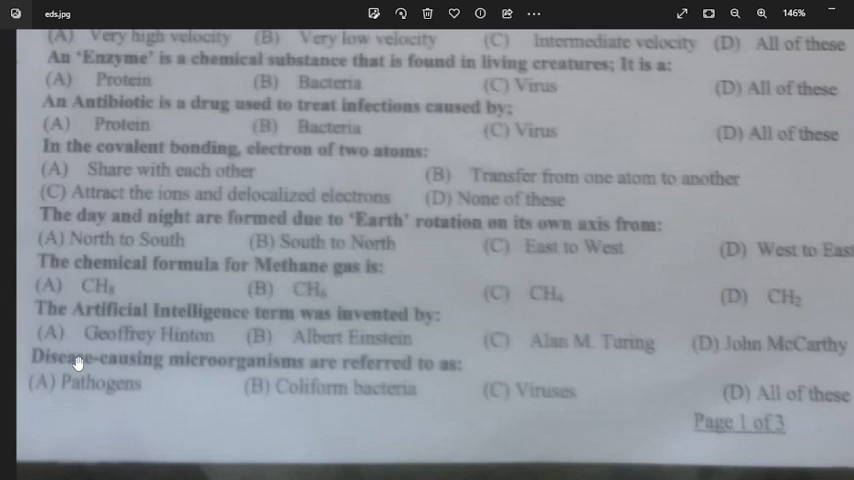 eds.jpg
146%
(A) Very high velocity (B) Very low velocity (C) Intermediate velocity (D) All of these
An 'Enzyme' is a chemical substance that is found in living creatures; It is a:
(A) Protein (B) Bacteria (C) Virus (D) All of these
An Antibiotic is a drug used to treat infections caused by;
(A) Protein (B) Bacteria (C) Virus (D) All of these
In the covalent bonding, electron of two atoms:
(A) Share with each other (B) Transfer from one atom to another
(C) Attract the ions and delocalized electrons (D) None of these
The day and night are formed due to 'Earth' rotation on its own axis from:
(A) North to South (B) South to North (C) East to West (D) West to East
The chemical formula for Methane gas is:
(A) CH₈ (B) CH₆ (C) CH₄ (D) CH₂
The Artificial Intelligence term was invented by:
(A) Geoffrey Hinton (B) Albert Einstein (C) Alan M. Turing (D) John McCarthy
Disease-causing microorganisms are referred to as:
(A) Pathogens (B) Coliform bacteria (C) Viruses (D) All of these
Page 1 of 3